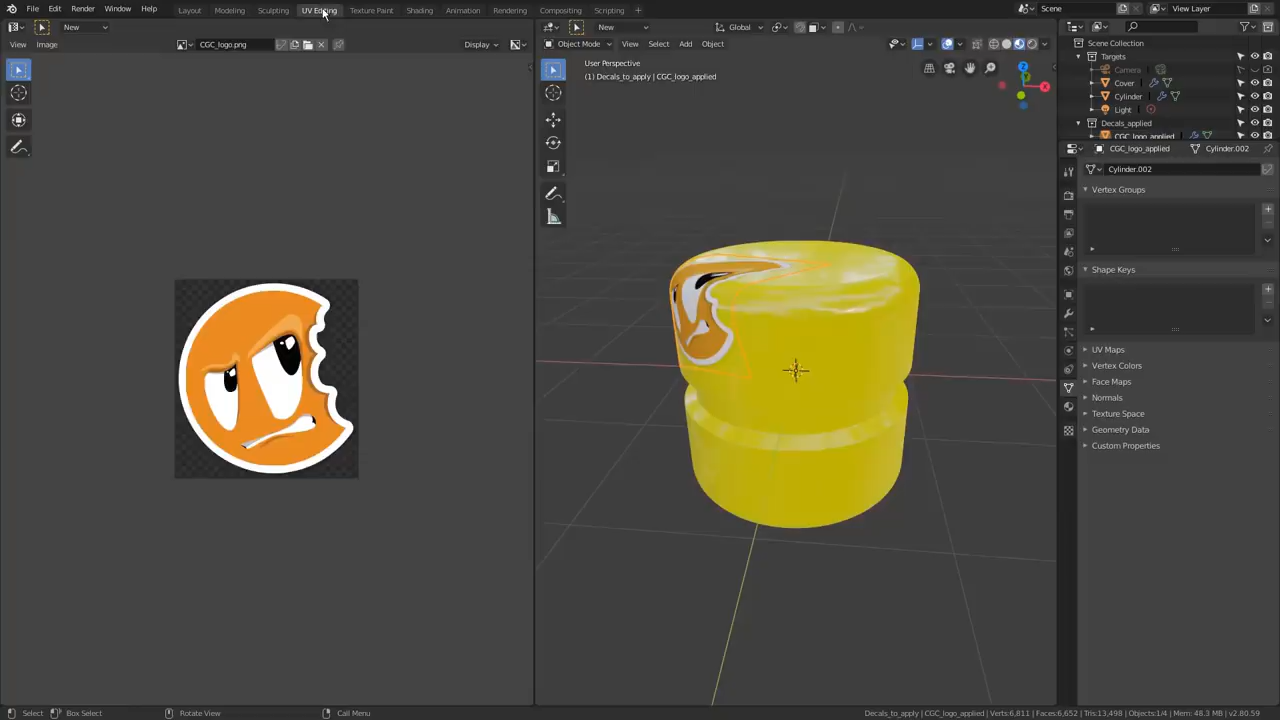 File Edit Render Window Help Layout Modeling Sculpting UV Editing Texture Paint Shading Animation Rendering Compositing Scripting + Scene View Layer
New New Global
View Image CGC_logo.png Display Object Mode View Select Add Object
User Perspective
(1) Decals_to_apply | CGC_logo_applied
X
Scene Collection
Targets
Camera
Cover
Cylinder
Light
Decals_applied
CGC_logo_applied
CGC_logo_applied Cylinder.002
Cylinder.002
Vertex Groups
Shape Keys
UV Maps
Vertex Colors
Face Maps
Normals
Texture Space
Geometry Data
Custom Properties
Select Box Select Rotate View Call Menu Decals_to_apply | CGC_logo_applied | Verts:6,811 | Faces:6,652 | Tris:13,498 | Objects:1/4 | Mem: 48.3 MB | v2.80.59